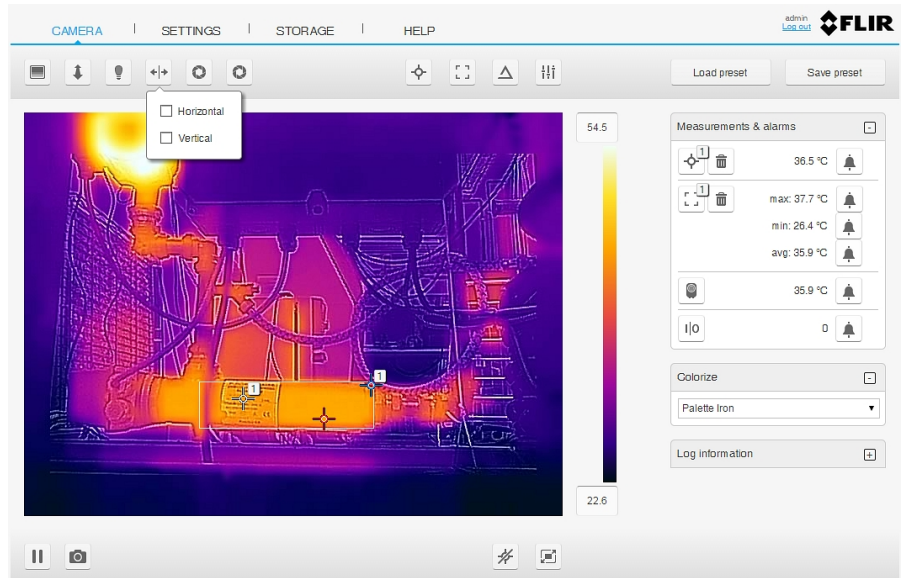 CAMERA | SETTINGS | STORAGE | HELP
admin
Log out
FLIR
Load preset
Save preset
Horizontal
Vertical
54.5
22.6
1
1
Measurements & alarms -
1
36.5 °C
1
max: 37.7 °C
min: 26.4 °C
avg: 35.9 °C
35.9 °C
I|O 0
Colorize -
Palette Iron
Log information +